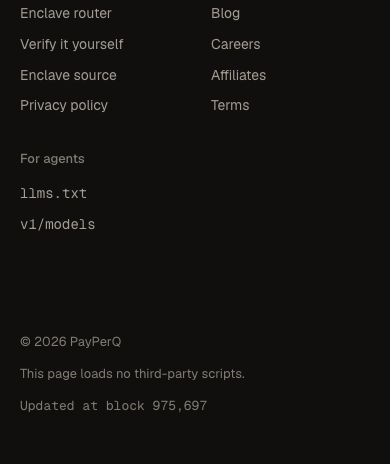 Enclave router
Blog
Verify it yourself
Careers
Enclave source
Affiliates
Privacy policy
Terms
For agents
llms.txt
v1/models
© 2026 PayPerQ
This page loads no third-party scripts.
Updated at block 975,697